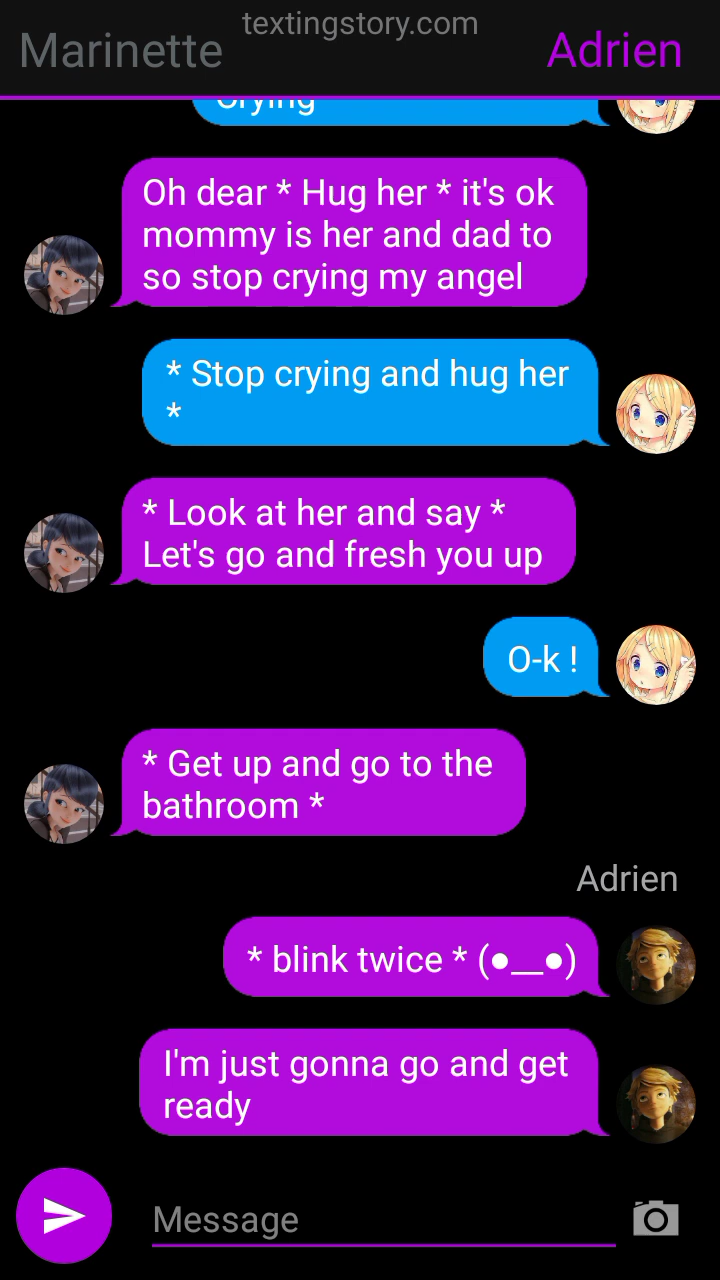 textingstory.com
Marinette
Adrien
Crying
Oh dear * Hug her * it's ok
mommy is her and dad to
so stop crying my angel
* Stop crying and hug her
*
* Look at her and say *
Let's go and fresh you up
O-k !
* Get up and go to the
bathroom *
Adrien
* blink twice * (●__●)
I'm just gonna go and get
ready
Message